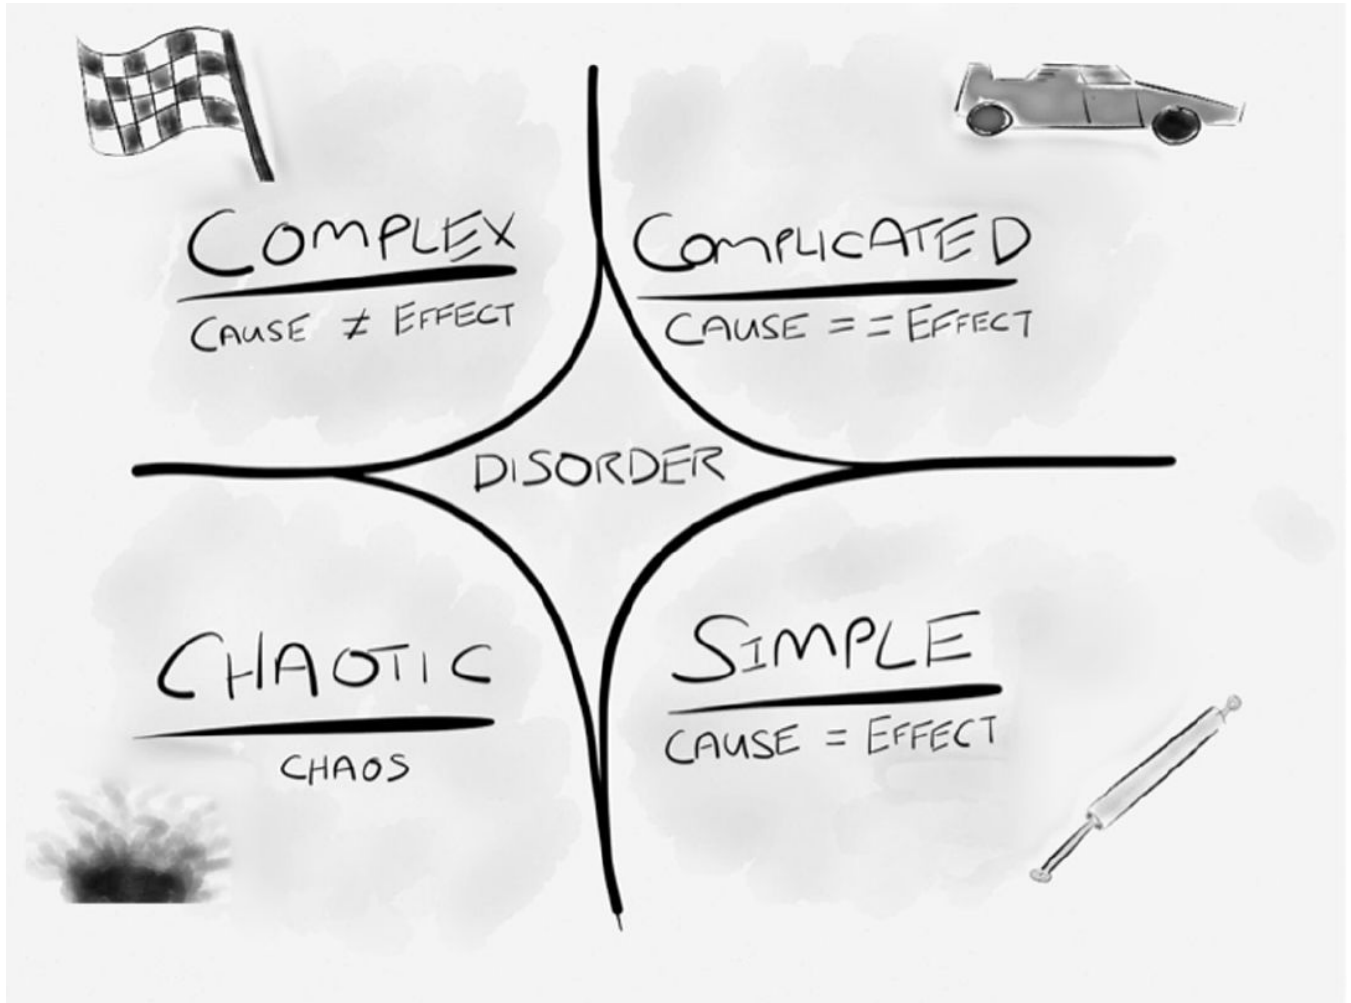 COMPLEX
CAUSE ≠ EFFECT
COMPLICATED
CAUSE == EFFECT
DISORDER
CHAOTIC
CHAOS
SIMPLE
CAUSE = EFFECT